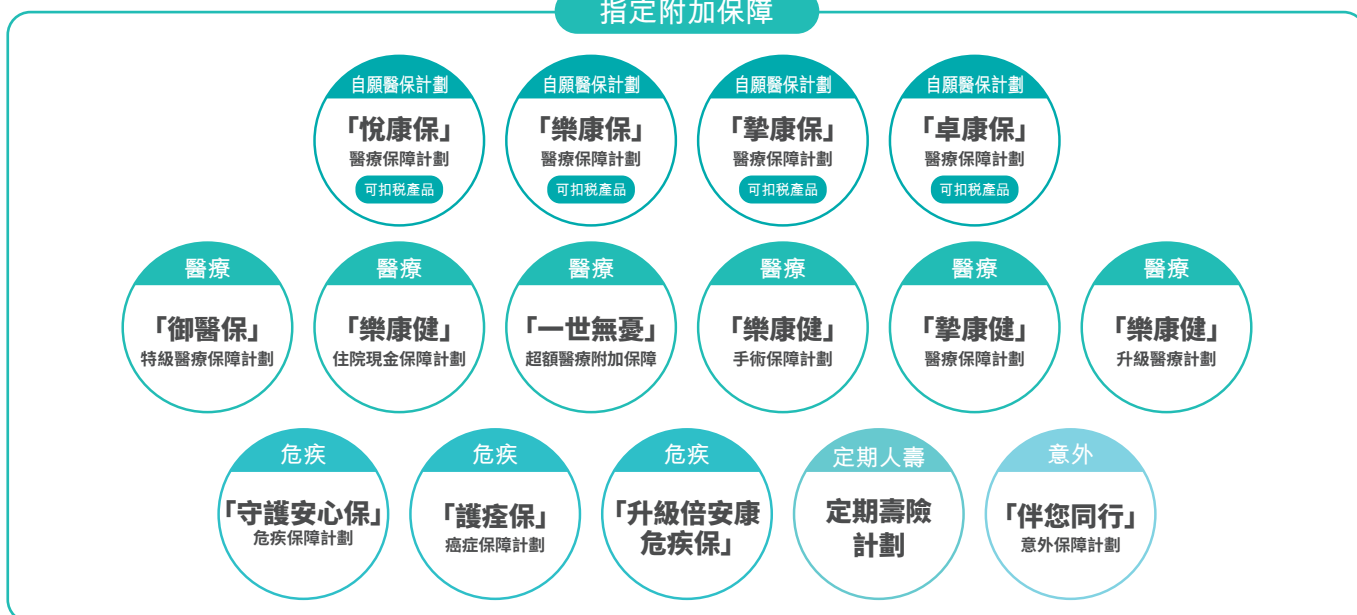 指定附加保障
自願醫保計劃
「悅康保」
醫療保障計劃
可扣稅產品
自願醫保計劃
「樂康保」
醫療保障計劃
可扣稅產品
自願醫保計劃
「摯康保」
醫療保障計劃
可扣稅產品
自願醫保計劃
「卓康保」
醫療保障計劃
可扣稅產品
醫療
「御醫保」
特級醫療保障計劃
醫療
「樂康健」
住院現金保障計劃
醫療
「一世無憂」
超額醫療附加保障
醫療
「樂康健」
手術保障計劃
醫療
「摯康健」
醫療保障計劃
醫療
「樂康健」
升級醫療計劃
危疾
「守護安心保」
危疾保障計劃
危疾
「護痊保」
癌症保障計劃
危疾
「升級倍安康
危疾保」
定期人壽
定期壽險
計劃
意外
「伴您同行」
意外保障計劃